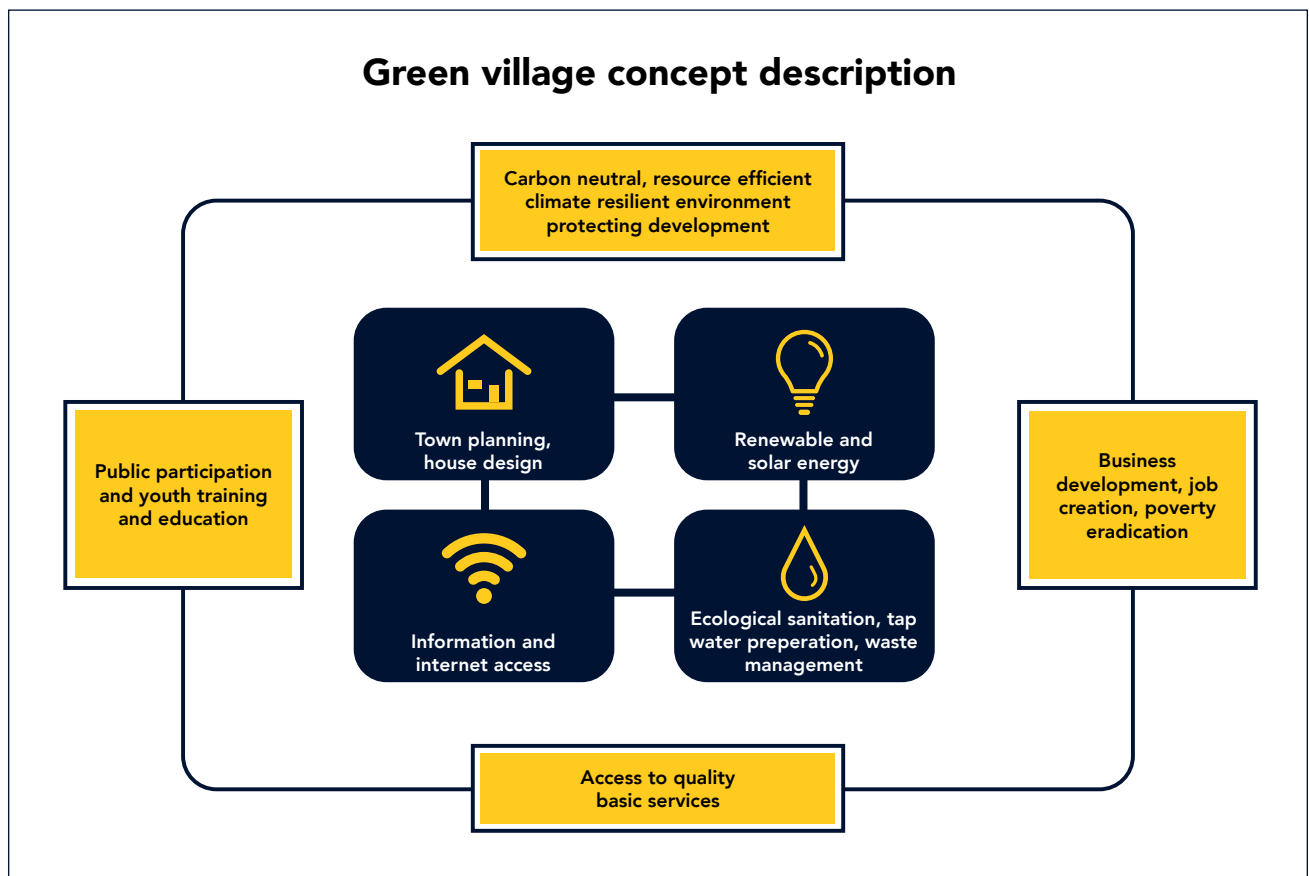 Green village concept description
Carbon neutral, resource efficient
climate resilient environment
protecting development
Town planning,
house design
Renewable and
solar energy
Public participation
and youth training
and education
Business
development, job
creation, poverty
eradication
Information and
internet access
Ecological sanitation, tap
water preperation, waste
management
Access to quality
basic services